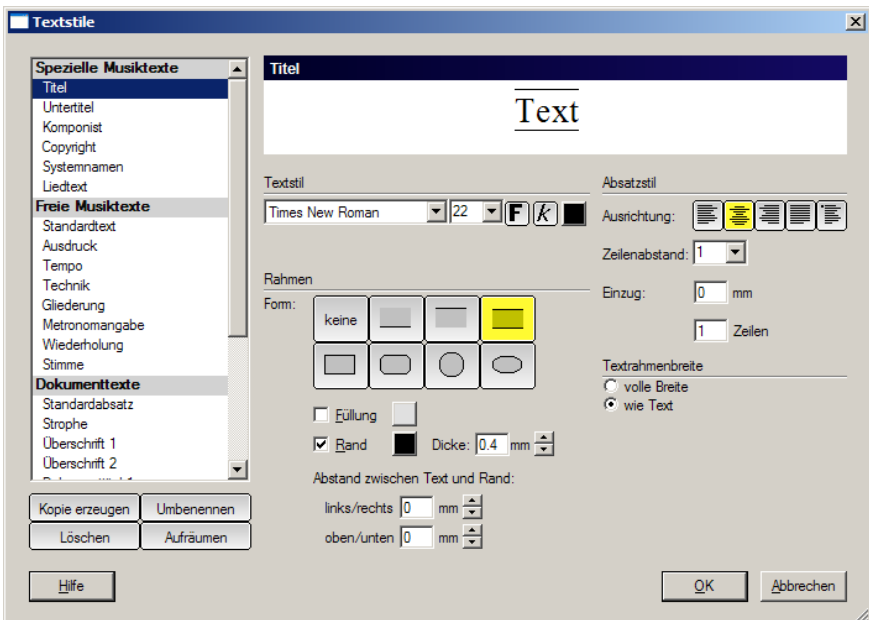 Textstile
Spezielle Musiktexte
Titel
Untertitel
Komponist
Copyright
Systemnamen
Liedtext
Freie Musiktexte
Standardtext
Ausdruck
Tempo
Technik
Gliederung
Metronomangabe
Wiederholung
Stimme
Dokumenttexte
Standardabsatz
Strophe
Überschrift 1
Überschrift 2
Kopie erzeugen Umbenennen
Löschen Aufräumen
Hilfe
Titel
Text
Textstil
Times New Roman 22 F k
Rahmen
Form: keine
Füllung
Rand Dicke: 0.4 mm
Abstand zwischen Text und Rand:
links/rechts 0 mm
oben/unten 0 mm
Absatzstil
Ausrichtung:
Zeilenabstand: 1
Einzug: 0 mm
1 Zeilen
Textrahmenbreite
volle Breite
wie Text
OK Abbrechen